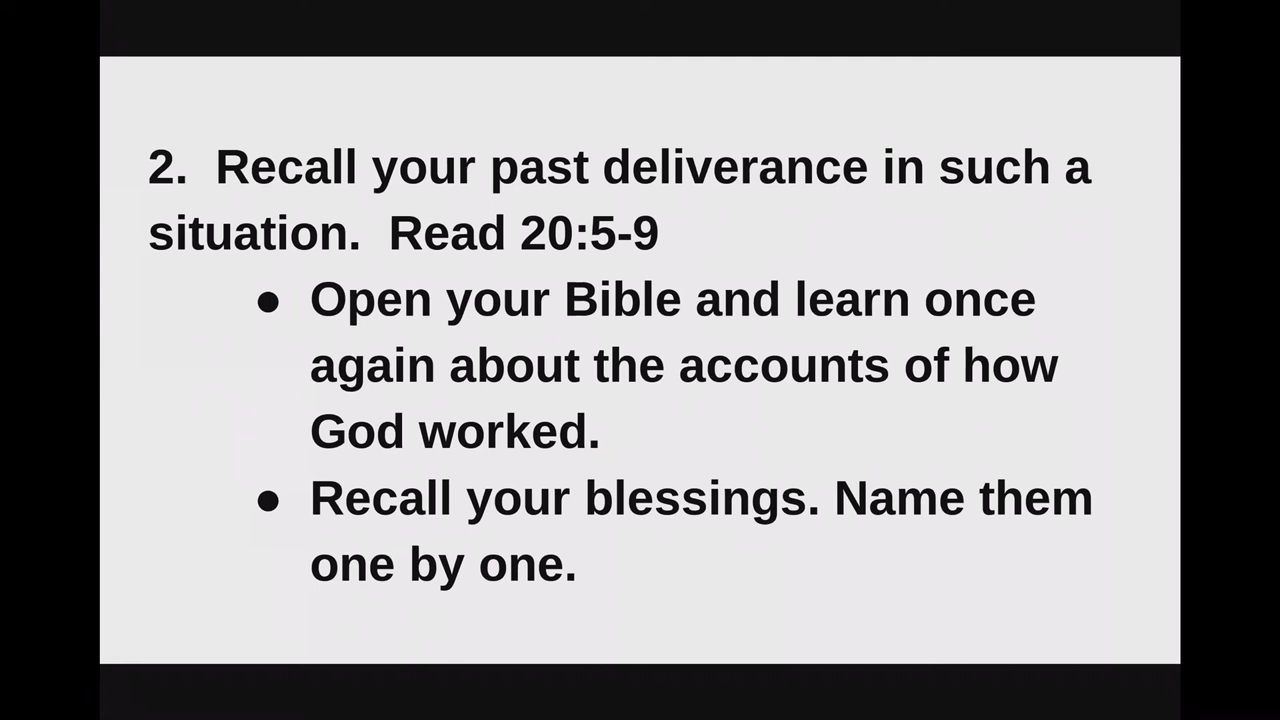 2.  Recall your past deliverance in such a
situation.  Read 20:5-9
● Open your Bible and learn once
again about the accounts of how
God worked.
● Recall your blessings. Name them
one by one.